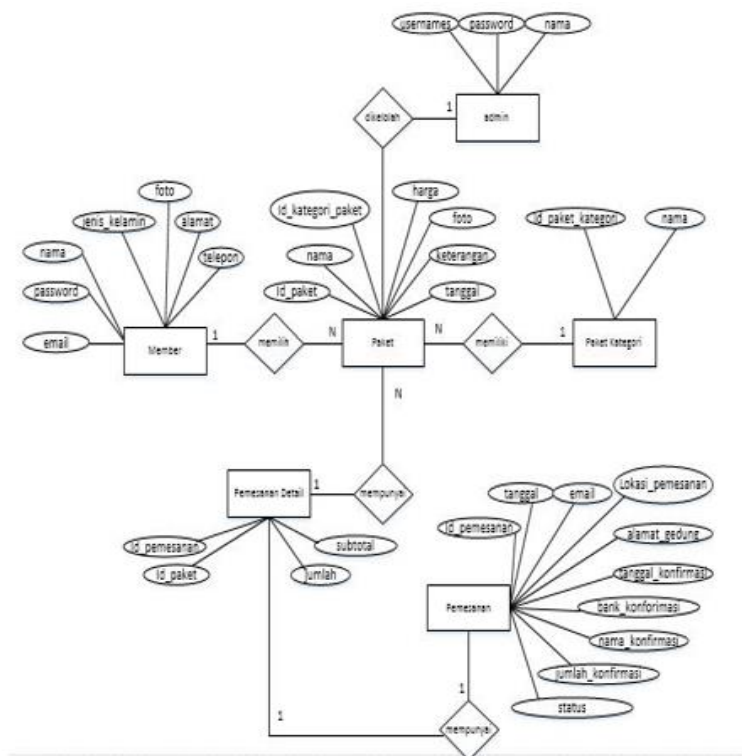 usernames password nama
dikelolah 1 admin
foto
jenis_kelamin alamat
nama telepon
password
email
Member
1 memilih N
Id_kategori_paket harga
foto
nama keterangan
Id_paket tanggal
Paket
N memiliki 1
Id_paket_kategori nama
Paket Kategori
N
mempunyai
1
Pemesanan Detail
Id_pemesanan subtotal
Id_paket jumlah
tanggal email Lokasi_pemesanan
Id_pemesanan
alamat_gedung
tanggal_konfirmasi
Pemesanan
bank_konforimasi
nama_konfirmasi
jumlah_konfirmasi
status
1
1
mempunyai